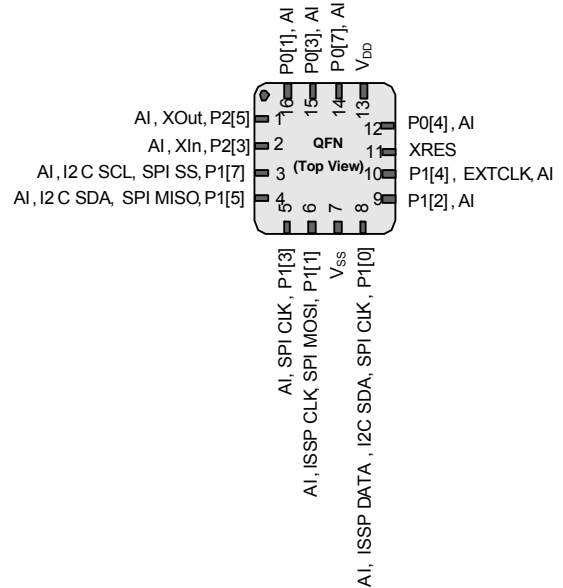 P0[1], AI
P0[3], AI
P0[7], AI
VDD
16
15
14
13
AI, XOut, P2[5]
1
AI, XIn, P2[3]
2
AI, I2C SCL, SPI SS, P1[7]
3
AI, I2C SDA, SPI MISO, P1[5]
4
QFN
(Top View)
12
P0[4], AI
11
XRES
10
P1[4], EXTCLK, AI
9
P1[2], AI
5
6
7
8
AI, SPI CLK, P1[3]
AI, ISSP CLK, SPI MOSI, P1[1]
VSS
AI, ISSP DATA, I2C SDA, SPI CLK, P1[0]